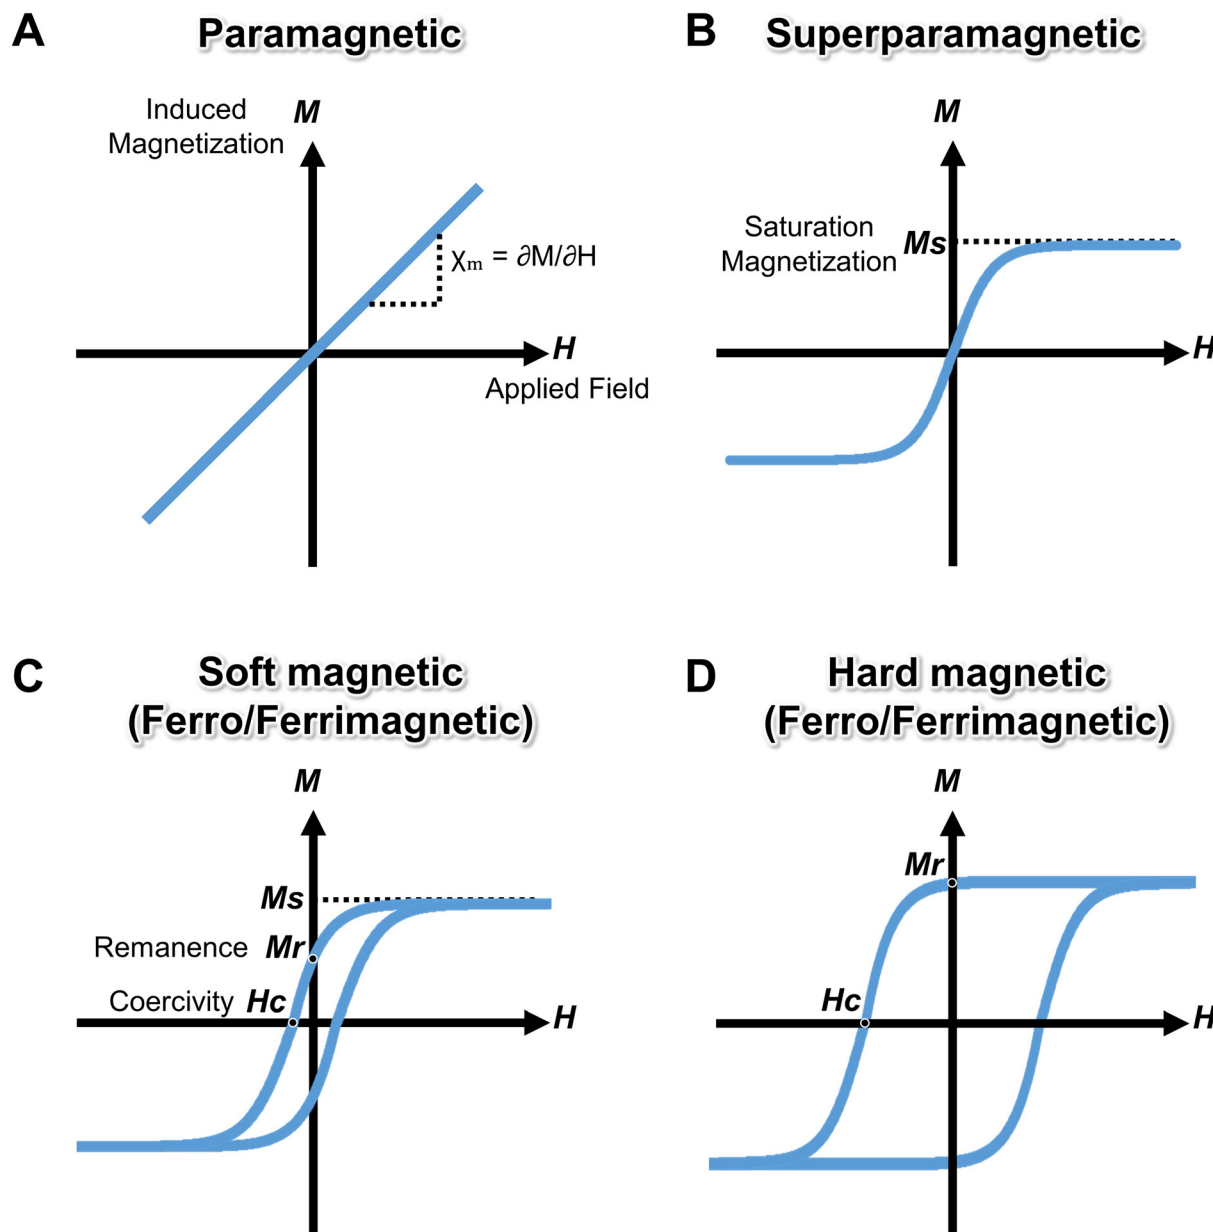 A
Paramagnetic
Induced
Magnetization
M
χm = ∂M/∂H
H
Applied Field
B
Superparamagnetic
M
Saturation
Magnetization
Ms
H
C
Soft magnetic
(Ferro/Ferrimagnetic)
M
Ms
Remanence Mr
Coercivity Hc
H
D
Hard magnetic
(Ferro/Ferrimagnetic)
M
Mr
Hc
H